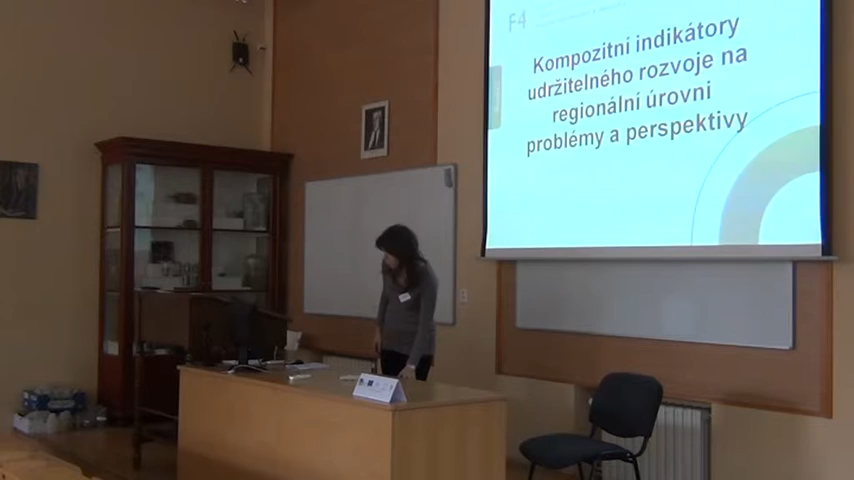 F4
Kompozitní indikátory
udržitelného rozvoje na
regionální úrovni
problémy a perspektivy